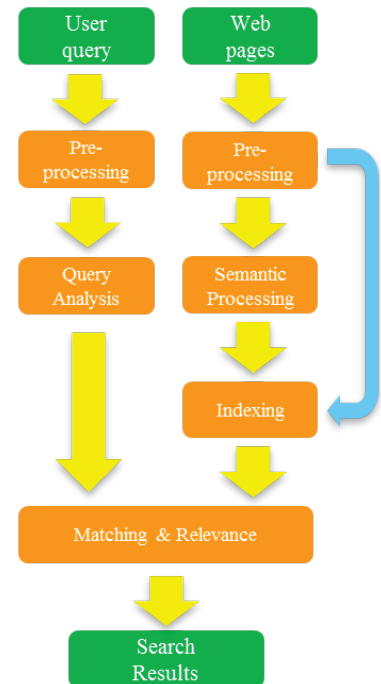 User
query
Web
pages
Pre-
processing
Pre-
processing
Query
Analysis
Semantic
Processing
Indexing
Matching & Relevance
Search
Results